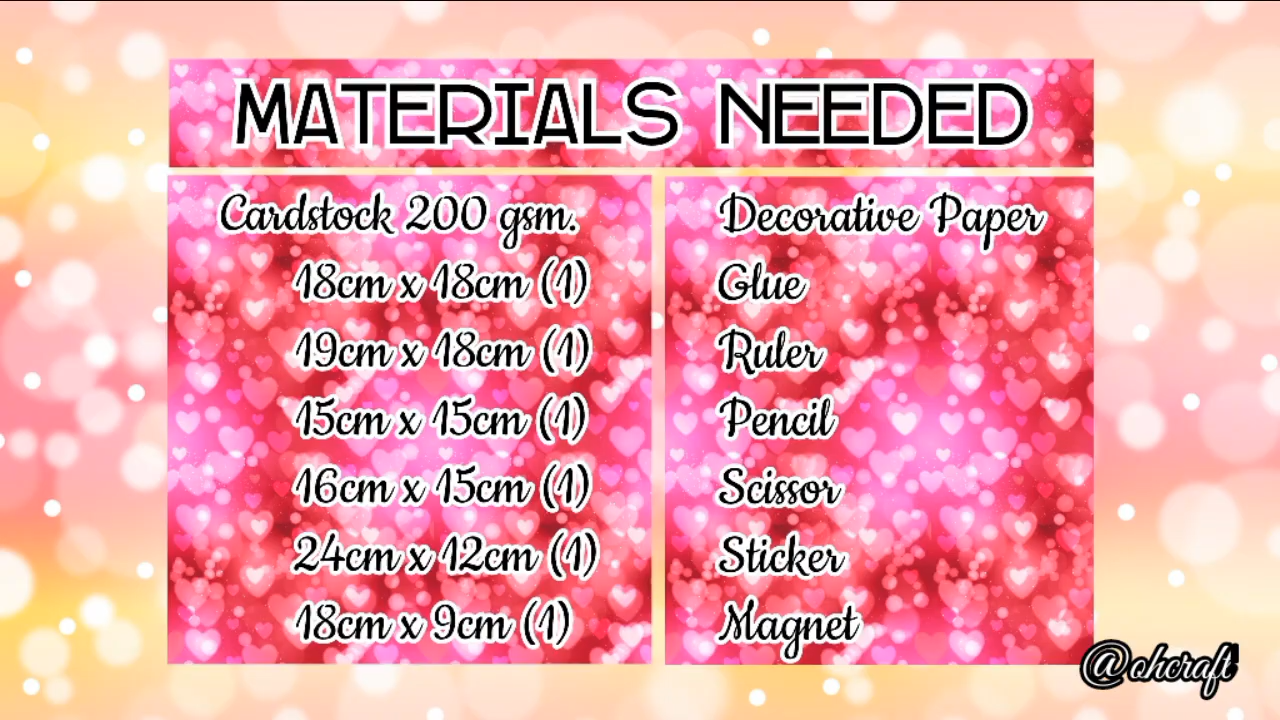 MATERIALS NEEDED
Cardstock 200 gsm.
18cm x 18cm (1)
19cm x 18cm (1)
15cm x 15cm (1)
16cm x 15cm (1)
24cm x 12cm (1)
18cm x 9cm (1)
Decorative Paper
Glue
Ruler
Pencil
Scissor
Sticker
Magnet
@ohcraft